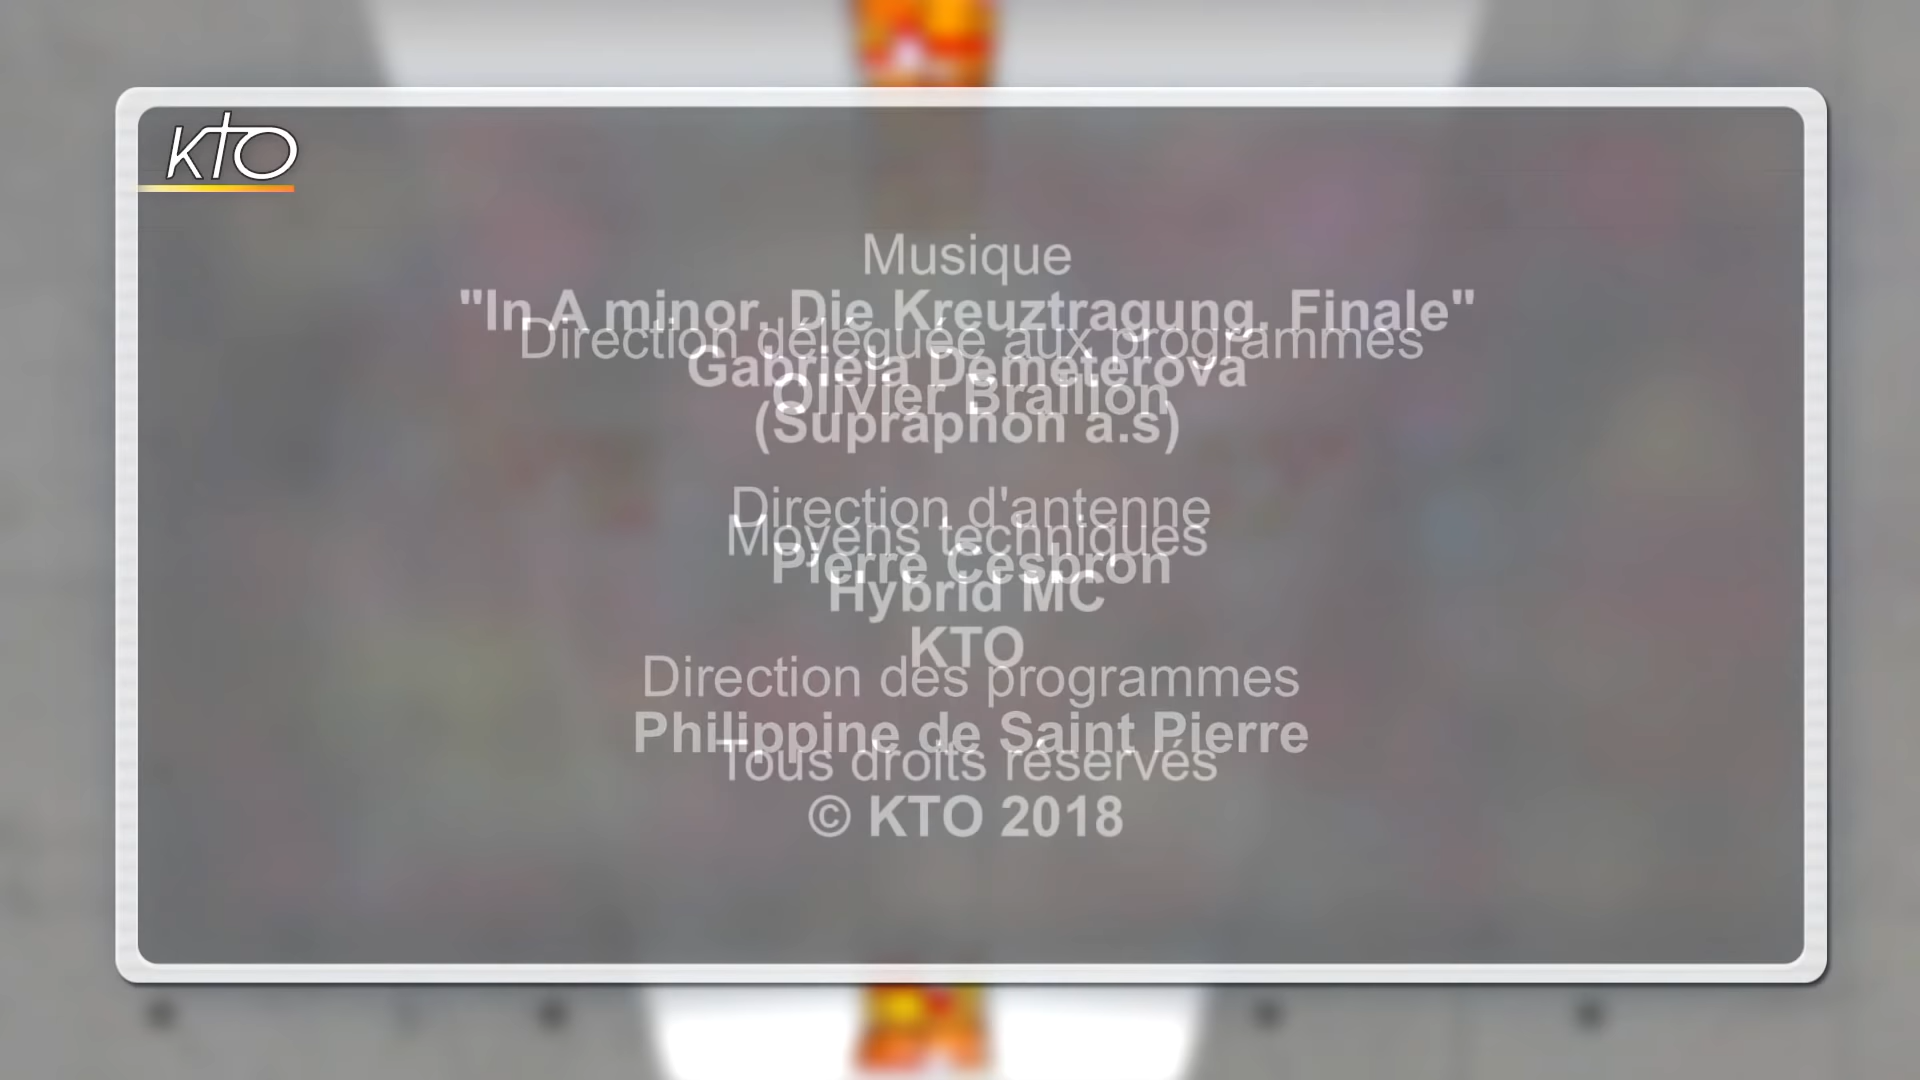 KTO
Musique
"In A minor. Die Kreuztragung. Finale"
Direction déléguée aux programmes
Gabriela Demeterova
Olivier Braillon
(Supraphon a.s)
Direction d'antenne
Moyens techniques
Pierre Cesbron
Hybrid MC
KTO
Direction des programmes
Philippine de Saint Pierre
Tous droits réservés
© KTO 2018